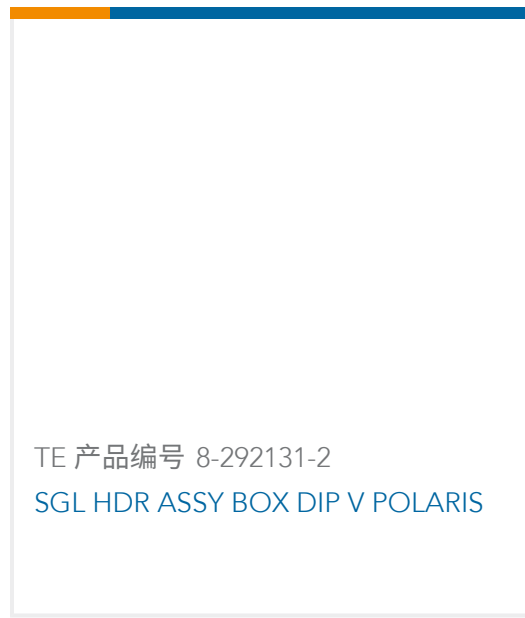 TE 产品编号 8-292131-2
SGL HDR ASSY BOX DIP V POLARIS